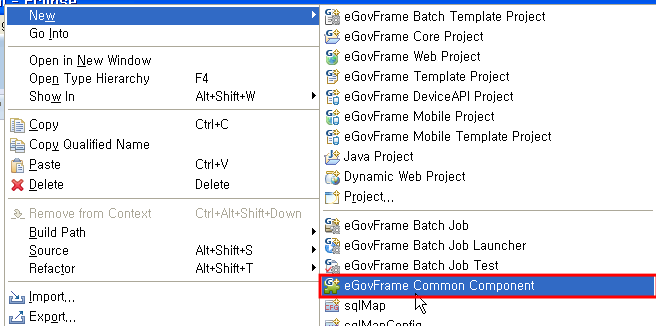 New
Go Into
Open in New Window
Open Type Hierarchy F4
Show In Alt+Shift+W
Copy Ctrl+C
Copy Qualified Name
Paste Ctrl+V
Delete Delete
Remove from Context Ctrl+Alt+Shift+Down
Build Path
Source Alt+Shift+S
Refactor Alt+Shift+T
Import...
Export...
eGovFrame Batch Template Project
eGovFrame Core Project
eGovFrame Web Project
eGovFrame Template Project
eGovFrame DeviceAPI Project
eGovFrame Mobile Project
eGovFrame Mobile Template Project
Java Project
Dynamic Web Project
Project...
eGovFrame Batch Job
eGovFrame Batch Job Launcher
eGovFrame Batch Job Test
eGovFrame Common Component
sqlMap
sqlMapConfig